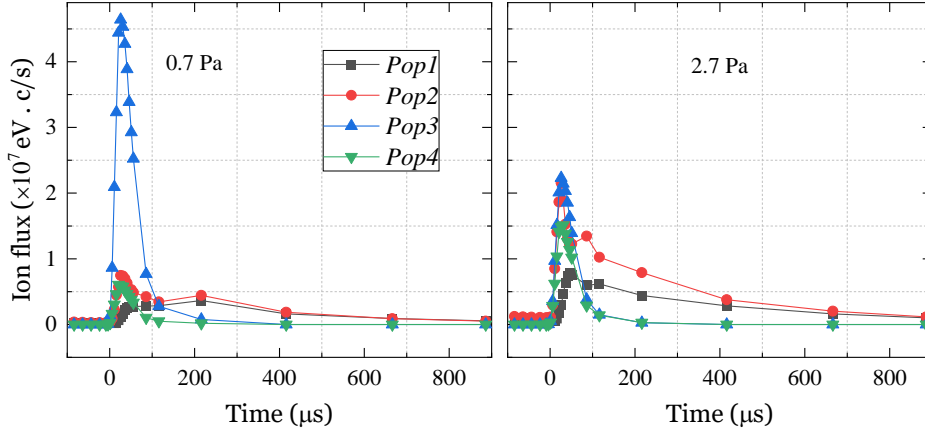 Ion flux (×10⁷ eV . c/s)
4
3
2
1
0
0.7 Pa
Pop1
Pop2
Pop3
Pop4
2.7 Pa
0 200 400 600 800
0 200 400 600 800
Time (μs)
Time (μs)